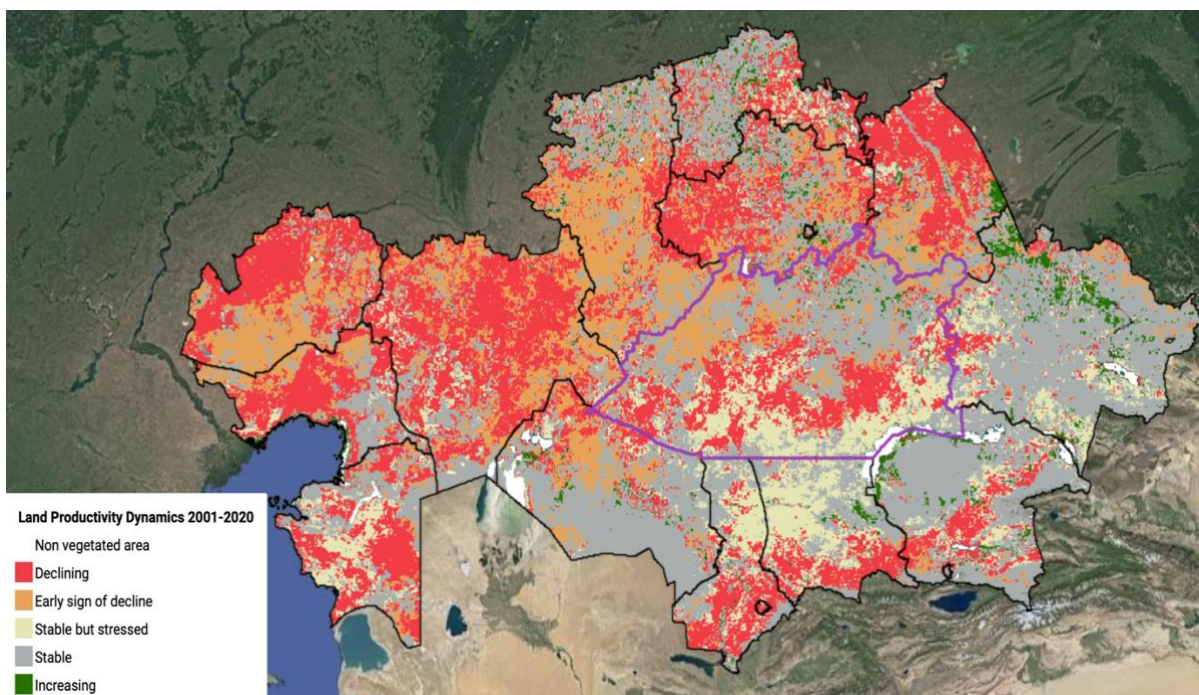 Land Productivity Dynamics 2001-2020
Non vegetated area
Declining
Early sign of decline
Stable but stressed
Stable
Increasing